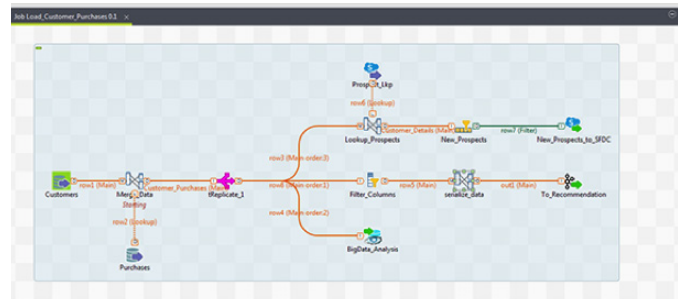 Job Load_Customer_Purchases 0.1
Prospect_Lkp
row6 (Lookup)
Lookup_Prospects
Customer_Details (Main)
New_Prospects
row7 (Filter)
New_Prospects_to_SFDC
row3 (Main order:3)
Customers
row1 (Main)
Merge_Data
Starting
Customer_Purchases (Main)
tReplicate_1
row8 (Main order:1)
Filter_Columns
row5 (Main)
serialize_data
out1 (Main)
To_Recommendation
row2 (Lookup)
row4 (Main order:2)
Purchases
BigData_Analysis